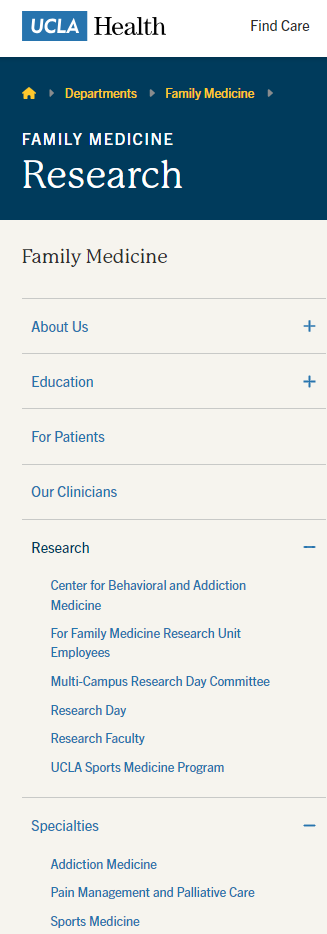 UCLA Health
Find Care
Departments Family Medicine
FAMILY MEDICINE
Research
Family Medicine
About Us
Education
For Patients
Our Clinicians
Research
Center for Behavioral and Addiction
Medicine
For Family Medicine Research Unit
Employees
Multi-Campus Research Day Committee
Research Day
Research Faculty
UCLA Sports Medicine Program
Specialties
Addiction Medicine
Pain Management and Palliative Care
Sports Medicine